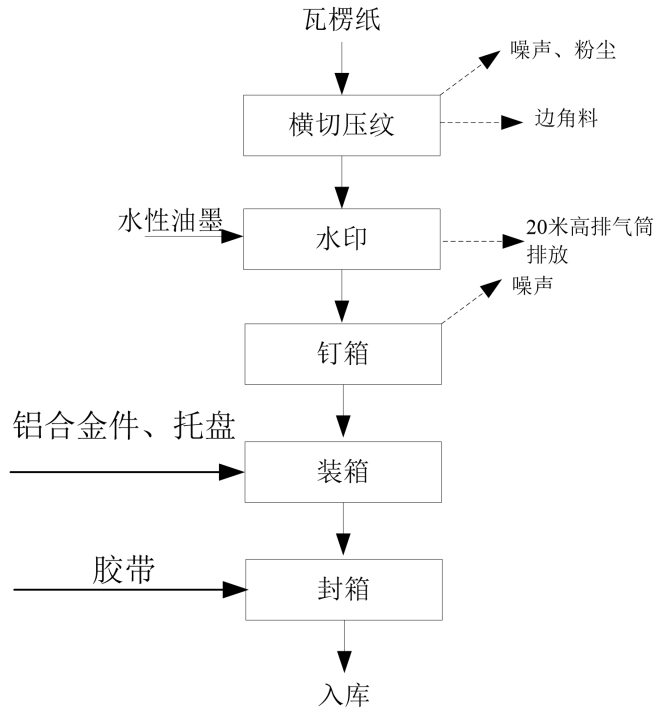 瓦楞纸
噪声、粉尘
横切压纹
边角料
水性油墨
水印
20米高排气筒
排放
噪声
钉箱
铝合金件、托盘
装箱
胶带
封箱
入库